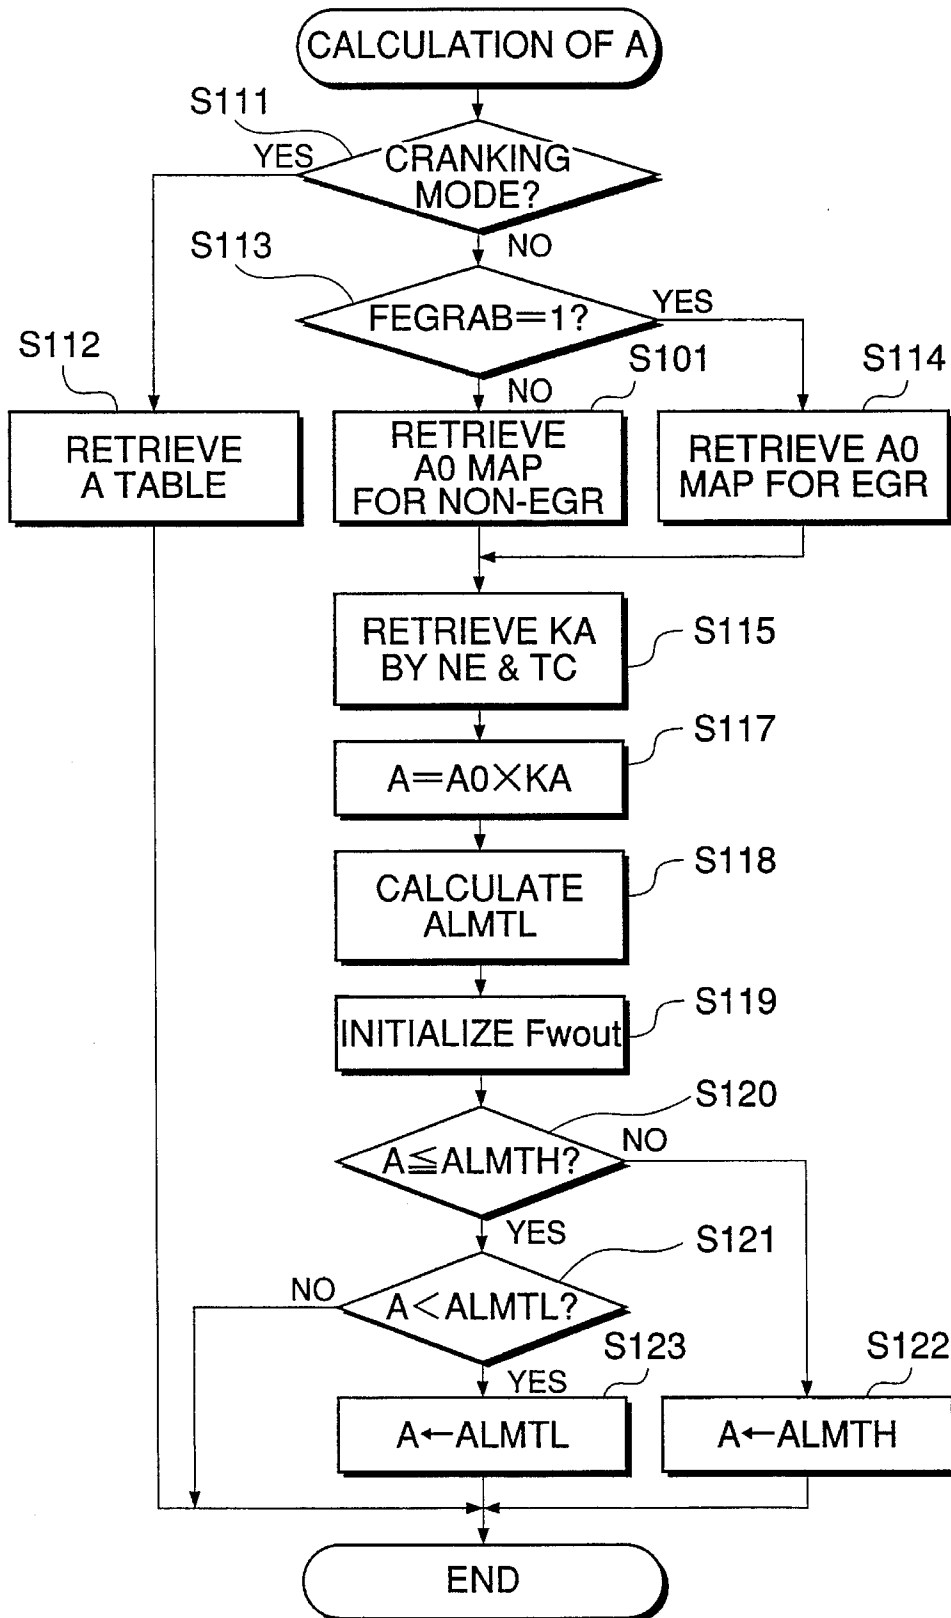 CALCULATION OF A
S111
YES
CRANKING
MODE?
NO
S113
FEGRAB=1?
YES
S112
NO
S101
S114
RETRIEVE
A TABLE
RETRIEVE
A0 MAP
FOR NON-EGR
RETRIEVE A0
MAP FOR EGR
RETRIEVE KA
BY NE & TC
S115
A=A0×KA
S117
CALCULATE
ALMTL
S118
INITIALIZE Fwout
S119
S120
A≦ALMTH?
NO
YES
S121
NO
A<ALMTL?
YES
S123
S122
A←ALMTL
A←ALMTH
END